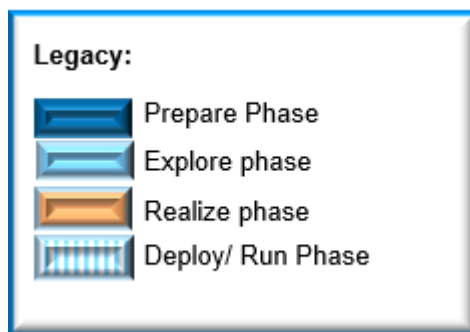 Legacy:
Prepare Phase
Explore phase
Realize phase
Deploy/ Run Phase